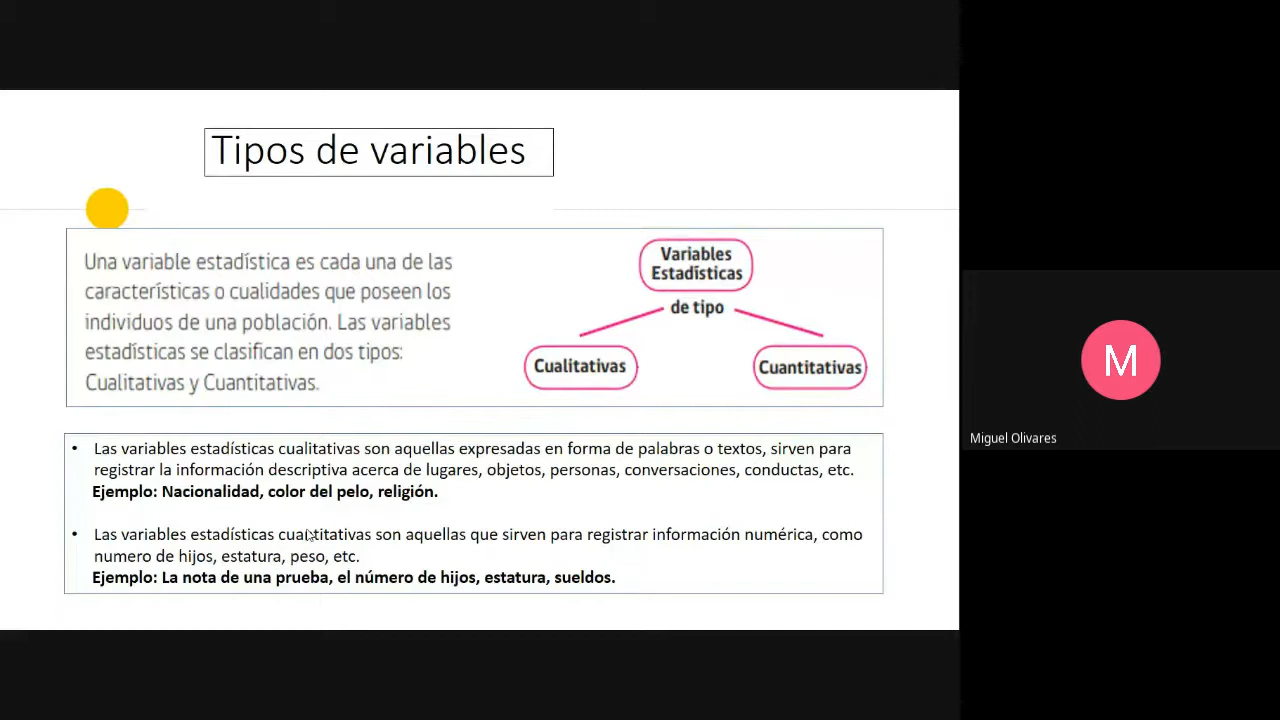 Tipos de variables
Una variable estadística es cada una de las
características o cualidades que poseen los
individuos de una población. Las variables
estadísticas se clasifican en dos tipos:
Cualitativas y Cuantitativas.
Variables
Estadísticas
de tipo
Cualitativas
Cuantitativas
• Las variables estadísticas cualitativas son aquellas expresadas en forma de palabras o textos, sirven para
registrar la información descriptiva acerca de lugares, objetos, personas, conversaciones, conductas, etc.
Ejemplo: Nacionalidad, color del pelo, religión.
• Las variables estadísticas cuantitativas son aquellas que sirven para registrar información numérica, como
numero de hijos, estatura, peso, etc.
Ejemplo: La nota de una prueba, el número de hijos, estatura, sueldos.
M
Miguel Olivares